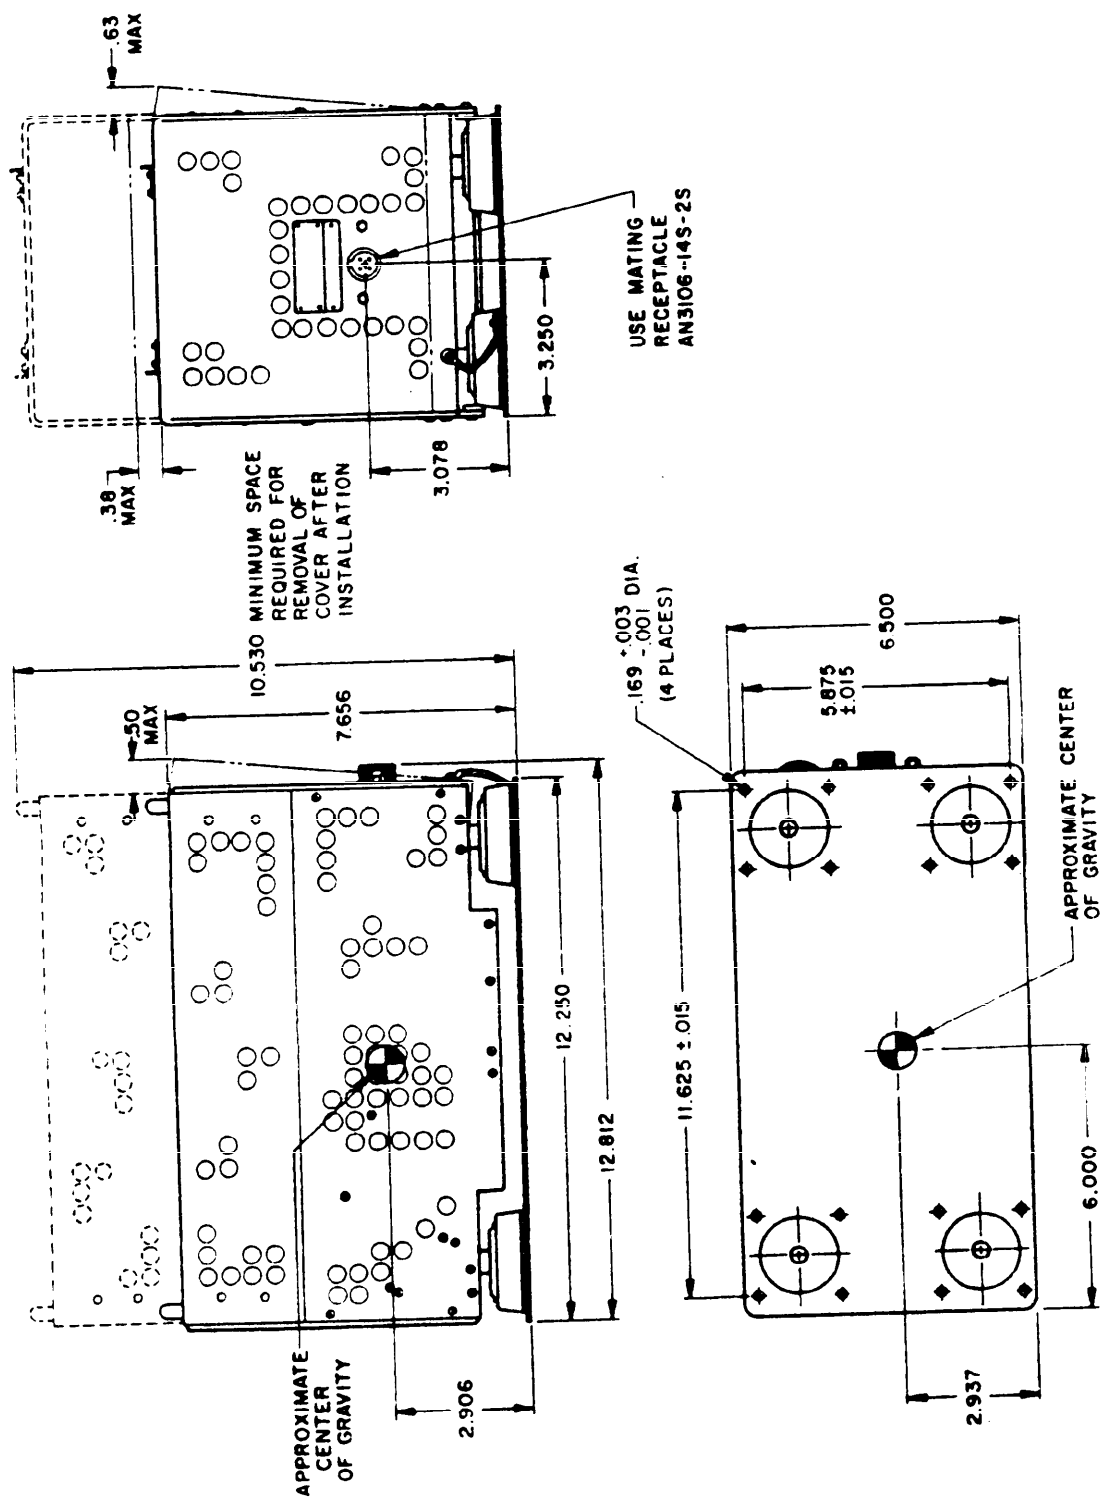 .63
MAX
.38
MAX
10.530 MINIMUM SPACE
REQUIRED FOR
REMOVAL OF
COVER AFTER
INSTALLATION
3.078
3.250
USE MATING
RECEPTACLE
AN3106-14S-2S
.50
MAX
7.656
12.250
12.812
APPROXIMATE
CENTER
OF GRAVITY
2.906
.169 +.003 DIA.
-.001
(4 PLACES)
5.875
±.015
6.500
11.625 ±.015
APPROXIMATE CENTER
OF GRAVITY
6.000
2.937